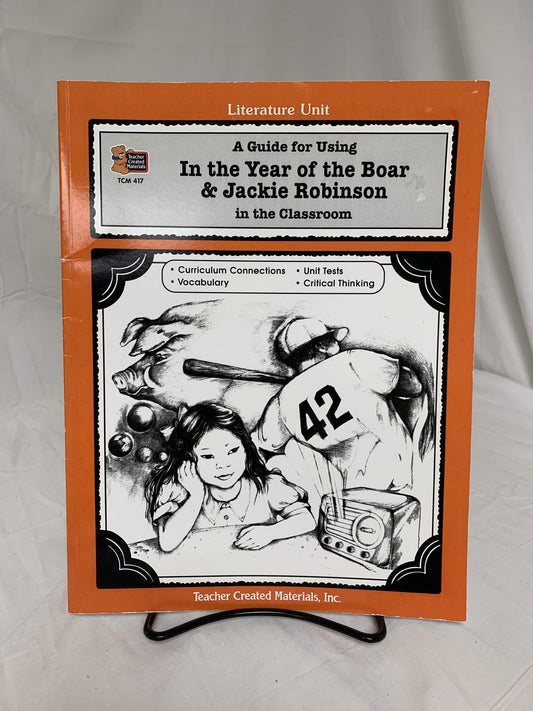 Literature Unit
Teacher
Created
Materials
TCM 417
A Guide for Using
In the Year of the Boar
& Jackie Robinson
in the Classroom
• Curriculum Connections • Unit Tests
• Vocabulary • Critical Thinking
42
Teacher Created Materials, Inc.